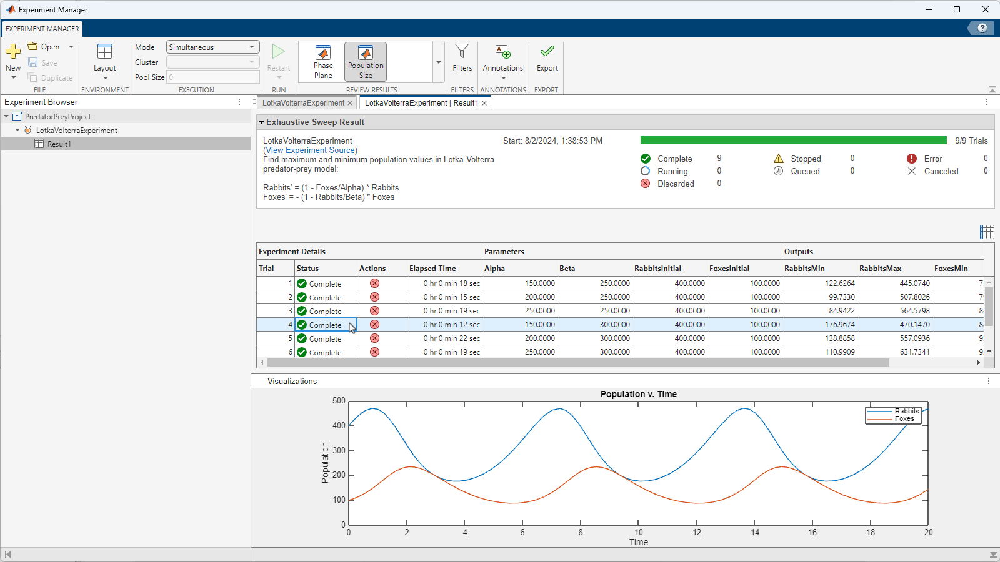 Experiment Manager
EXPERIMENT MANAGER
?
New
Open
Save
Duplicate
FILE
Layout
ENVIRONMENT
Mode Simultaneous
Cluster
Pool Size 0
EXECUTION
Restart
RUN
Phase Plane
Population Size
REVIEW RESULTS
Filters
FILTERS
Annotations
ANNOTATIONS
Export
EXPORT
Experiment Browser
PredatorPreyProject
LotkaVolterraExperiment
Result1
LotkaVolterraExperiment
LotkaVolterraExperiment | Result1
Exhaustive Sweep Result
LotkaVolterraExperiment
(View Experiment Source)
Find maximum and minimum population values in Lotka-Volterra
predator-prey model:
Rabbits' = (1 - Foxes/Alpha) * Rabbits
Foxes' = - (1 - Rabbits/Beta) * Foxes
Start: 8/2/2024, 1:38:53 PM
9/9 Trials
Complete 9 Stopped 0 Error 0
Running 0 Queued 0 Canceled 0
Discarded 0
Experiment Details Parameters Outputs
Trial Status Actions Elapsed Time Alpha Beta RabbitsInitial FoxesInitial RabbitsMin RabbitsMax FoxesMin
1 Complete 0 hr 0 min 18 sec 150.0000 250.0000 400.0000 100.0000 122.6264 445.0740 7
2 Complete 0 hr 0 min 15 sec 200.0000 250.0000 400.0000 100.0000 99.7330 507.8026 7
3 Complete 0 hr 0 min 19 sec 250.0000 250.0000 400.0000 100.0000 84.9422 564.5798 8
4 Complete 0 hr 0 min 12 sec 150.0000 300.0000 400.0000 100.0000 176.9674 470.1470 8
5 Complete 0 hr 0 min 22 sec 200.0000 300.0000 400.0000 100.0000 138.8858 557.0936 9
6 Complete 0 hr 0 min 19 sec 250.0000 300.0000 400.0000 100.0000 110.9909 631.7341 9
Visualizations
Population v. Time
500
400
300
200
100
0
Population
Rabbits
Foxes
0 2 4 6 8 10 12 14 16 18 20
Time